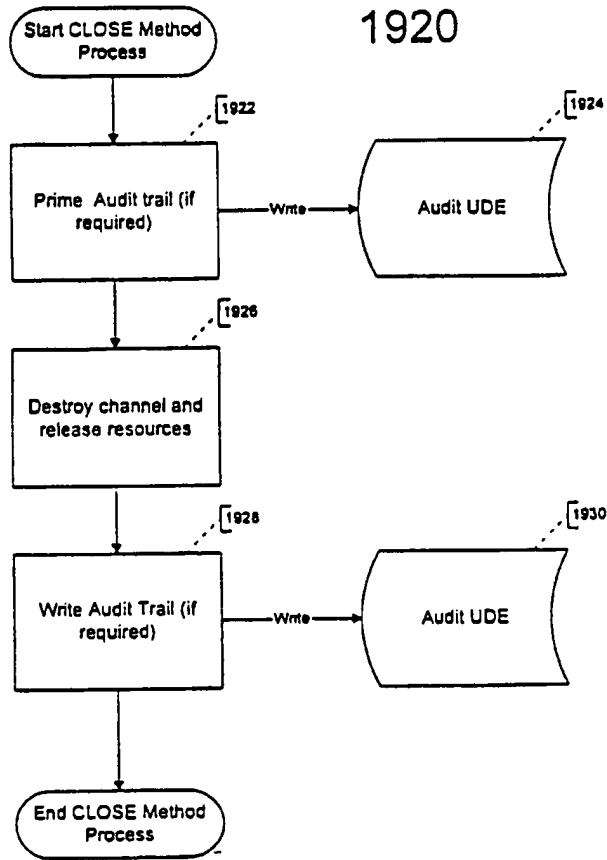 1920
Start CLOSE Method
Process
1922
Prime Audit trail (if
required)
Write
1924
Audit UDE
1926
Destroy channel and
release resources
1928
Write Audit Trail (if
required)
Write
1930
Audit UDE
End CLOSE Method
Process